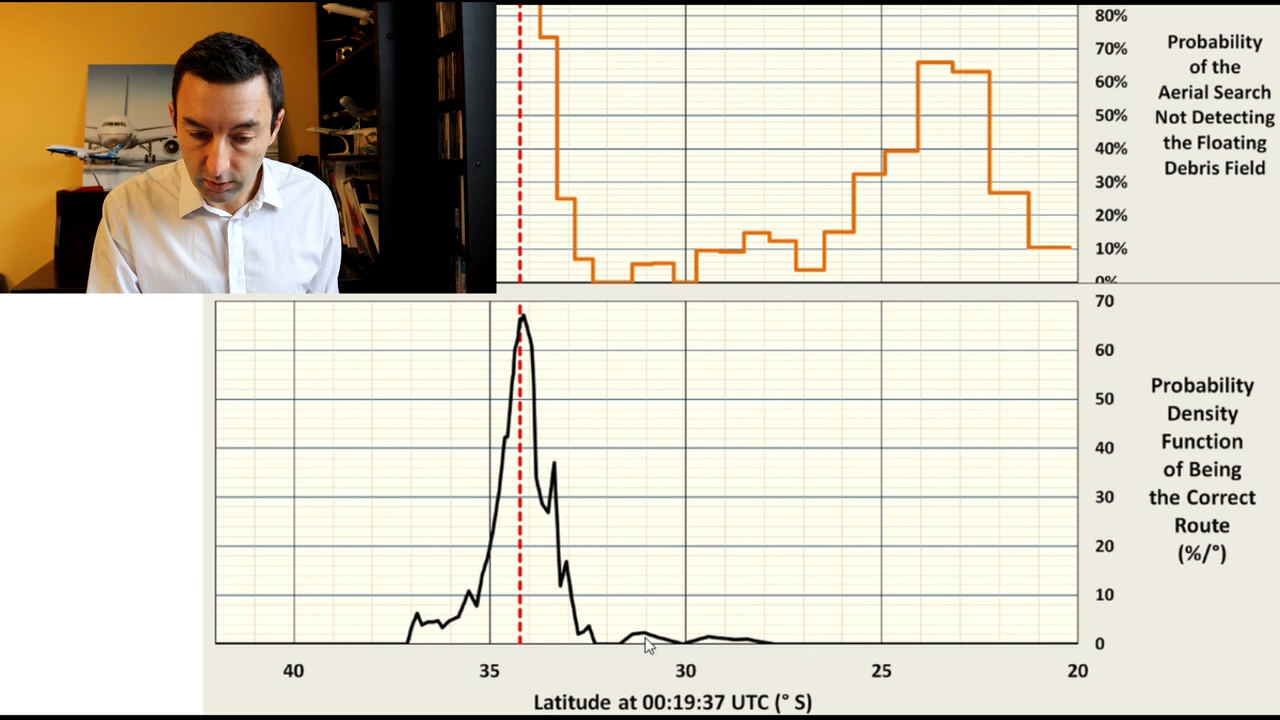 80%
70%
60%
50%
40%
30%
20%
10%
0%
Probability
of the
Aerial Search
Not Detecting
the Floating
Debris Field
70
60
50
40
30
20
10
0
Probability
Density
Function
of Being
the Correct
Route
(%/°)
40 35 30 25 20
Latitude at 00:19:37 UTC (° S)